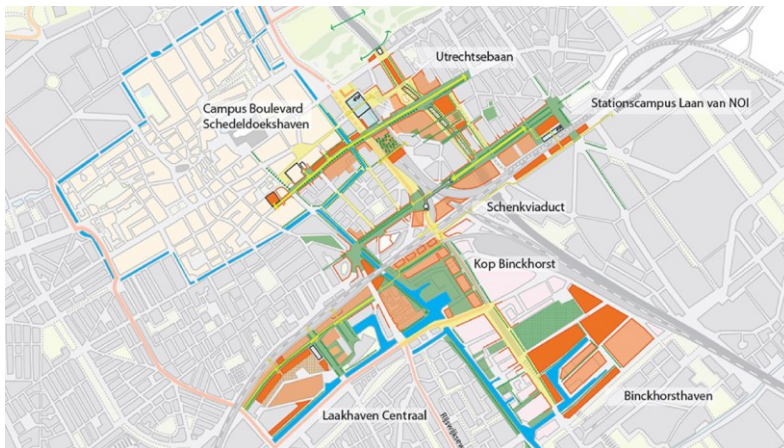 Utrechtsebaan
Campus Boulevard
Schedeldoekshaven
Stationscampus Laan van NOI
Schenkviaduct
Kop Binckhorst
Binckhorsthaven
Laakhaven Centraal